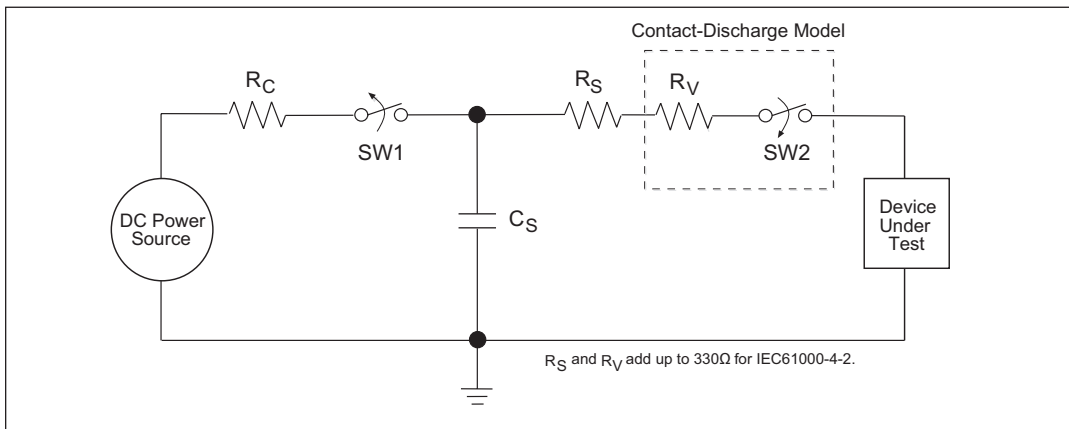 Contact-Discharge Model
RC
RS
RV
SW1
SW2
DC Power
Source
CS
Device
Under
Test
RS and RV add up to 330Ω for IEC61000-4-2.